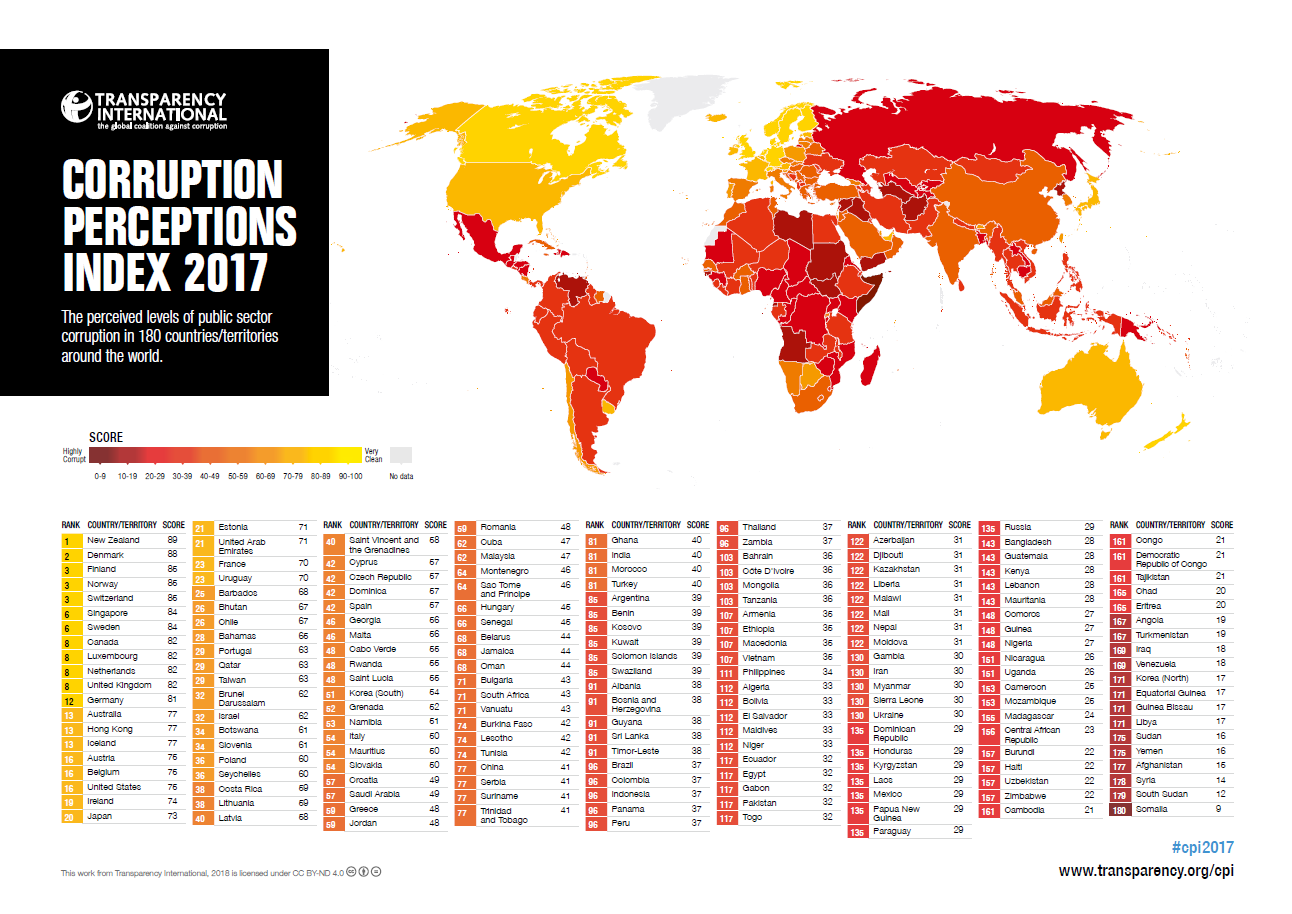 TRANSPARENCY
INTERNATIONAL
the global coalition against corruption
CORRUPTION
PERCEPTIONS
INDEX 2017
The perceived levels of public sector
corruption in 180 countries/territories
around the world.
SCORE
Highly
Corrupt
Very
Clean
0-9 10-19 20-29 30-39 40-49 50-59 60-69 70-79 80-89 90-100 No data
RANK COUNTRY/TERRITORY SCORE
1 New Zealand 89
2 Denmark 88
3 Finland 85
3 Norway 85
3 Switzerland 85
6 Singapore 84
6 Sweden 84
8 Canada 82
8 Luxembourg 82
8 Netherlands 82
8 United Kingdom 82
12 Germany 81
13 Australia 77
13 Hong Kong 77
13 Iceland 77
16 Austria 75
16 Belgium 75
16 United States 75
19 Ireland 74
20 Japan 73
21 Estonia 71
21 United Arab 71
Emirates
23 France 70
23 Uruguay 70
25 Barbados 68
26 Bhutan 67
26 Chile 67
28 Bahamas 65
29 Portugal 63
29 Qatar 63
29 Taiwan 63
32 Brunei 62
Darussalam
32 Israel 62
34 Botswana 61
34 Slovenia 61
36 Poland 60
36 Seychelles 60
38 Costa Rica 59
38 Lithuania 59
40 Latvia 58
RANK COUNTRY/TERRITORY SCORE
40 Saint Vincent and 58
the Grenadines
42 Cyprus 57
42 Czech Republic 57
42 Dominica 57
42 Spain 57
46 Georgia 56
46 Malta 56
48 Cabo Verde 55
48 Rwanda 55
48 Saint Lucia 55
51 Korea (South) 54
52 Grenada 52
53 Namibia 51
54 Italy 50
54 Mauritius 50
54 Slovakia 50
57 Croatia 49
57 Saudi Arabia 49
59 Greece 48
59 Jordan 48
59 Romania 48
62 Cuba 47
62 Malaysia 47
64 Montenegro 46
64 Sao Tome 46
and Principe
66 Hungary 45
66 Senegal 45
68 Belarus 44
68 Jamaica 44
68 Oman 44
71 Bulgaria 43
71 South Africa 43
71 Vanuatu 43
74 Burkina Faso 42
74 Lesotho 42
74 Tunisia 42
77 China 41
77 Serbia 41
77 Suriname 41
77 Trinidad 41
and Tobago
RANK COUNTRY/TERRITORY SCORE
81 Ghana 40
81 India 40
81 Morocco 40
81 Turkey 40
85 Argentina 39
85 Benin 39
85 Kosovo 39
85 Kuwait 39
85 Solomon Islands 39
85 Swaziland 39
91 Albania 38
91 Bosnia and 38
Herzegovina
91 Guyana 38
91 Sri Lanka 38
91 Timor-Leste 38
96 Brazil 37
96 Colombia 37
96 Indonesia 37
96 Panama 37
96 Peru 37
96 Thailand 37
96 Zambia 37
103 Bahrain 36
103 Côte D'Ivoire 36
103 Mongolia 36
103 Tanzania 36
107 Armenia 35
107 Ethiopia 35
107 Macedonia 35
107 Vietnam 35
111 Philippines 34
112 Algeria 33
112 Bolivia 33
112 El Salvador 33
112 Maldives 33
112 Niger 33
117 Ecuador 32
117 Egypt 32
117 Gabon 32
117 Pakistan 32
117 Togo 32
RANK COUNTRY/TERRITORY SCORE
122 Azerbaijan 31
122 Djibouti 31
122 Kazakhstan 31
122 Liberia 31
122 Malawi 31
122 Mali 31
122 Nepal 31
122 Moldova 31
130 Gambia 30
130 Iran 30
130 Myanmar 30
130 Sierra Leone 30
130 Ukraine 30
135 Dominican 29
Republic
135 Honduras 29
135 Kyrgyzstan 29
135 Laos 29
135 Mexico 29
135 Papua New 29
Guinea
135 Paraguay 29
135 Russia 29
143 Bangladesh 28
143 Guatemala 28
143 Kenya 28
143 Lebanon 28
143 Mauritania 28
148 Comoros 27
148 Guinea 27
148 Nigeria 27
151 Nicaragua 26
151 Uganda 26
153 Cameroon 25
153 Mozambique 25
155 Madagascar 24
156 Central African 23
Republic
157 Burundi 22
157 Haiti 22
157 Uzbekistan 22
157 Zimbabwe 22
161 Cambodia 21
RANK COUNTRY/TERRITORY SCORE
161 Congo 21
161 Democratic 21
Republic of Congo
161 Tajikistan 21
165 Chad 20
165 Eritrea 20
167 Angola 19
167 Turkmenistan 19
169 Iraq 18
169 Venezuela 18
171 Korea (North) 17
171 Equatorial Guinea 17
171 Guinea Bissau 17
171 Libya 17
175 Sudan 16
175 Yemen 16
177 Afghanistan 15
178 Syria 14
179 South Sudan 12
180 Somalia 9
#cpi2017
This work from Transparency International, 2018 is licensed under CC BY-ND 4.0
www.transparency.org/cpi